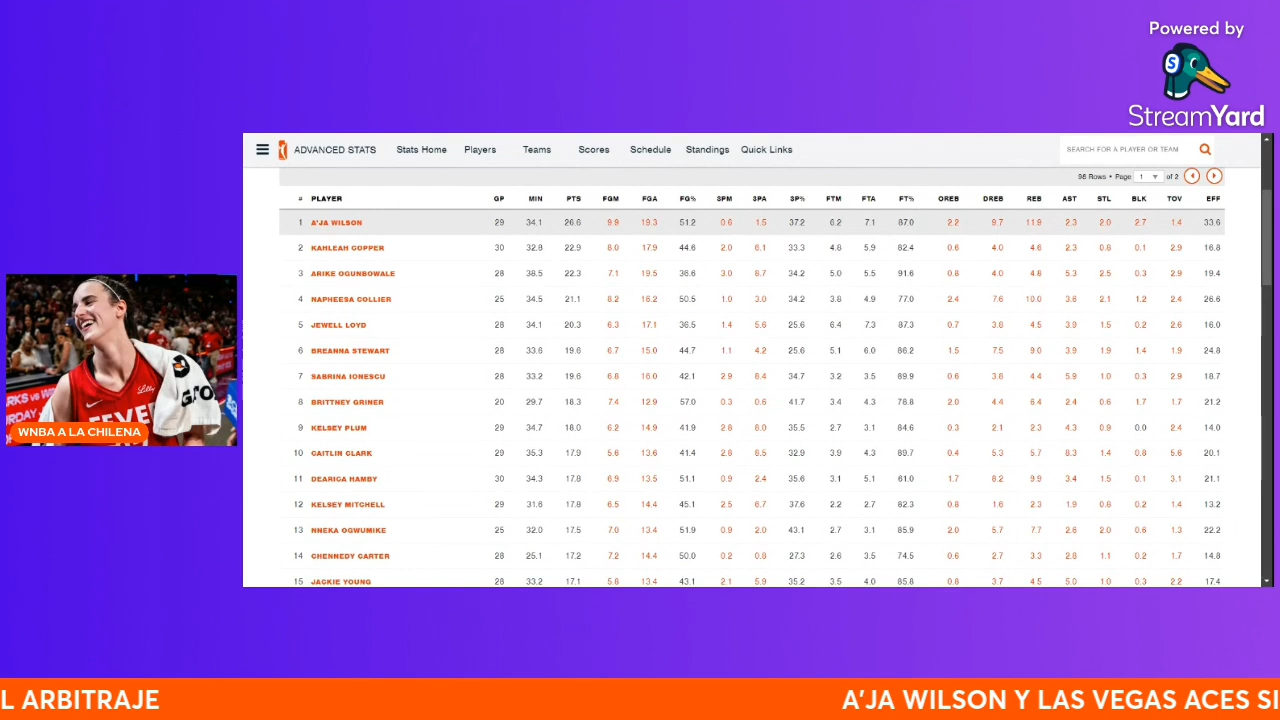 Powered by
StreamYard
ADVANCED STATS Stats Home Players Teams Scores Schedule Standings Quick Links SEARCH FOR A PLAYER OR TEAM
98 Rows • Page 1 of 2
# PLAYER GP MIN PTS FGM FGA FG% 3PM 3PA 3P% FTM FTA FT% OREB DREB REB AST STL BLK TOV EFF
1 A'JA WILSON 29 34.1 26.6 9.9 19.3 51.2 0.6 1.5 37.2 6.2 7.1 87.0 2.2 9.7 11.9 2.3 2.0 2.7 1.4 33.6
2 KAHLEAH COPPER 30 32.8 22.9 8.0 17.9 44.6 2.0 6.1 33.3 4.8 5.9 82.4 0.6 4.0 4.6 2.3 0.8 0.1 2.9 16.8
3 ARIKE OGUNBOWALE 28 38.5 22.3 7.1 19.5 36.6 3.0 8.7 34.2 5.0 5.5 91.6 0.8 4.0 4.8 5.3 2.5 0.3 2.9 19.4
4 NAPHEESA COLLIER 25 34.5 21.1 8.2 16.2 50.5 1.0 3.0 34.2 3.8 4.9 77.0 2.4 7.6 10.0 3.6 2.1 1.2 2.4 26.6
5 JEWELL LOYD 28 34.1 20.3 6.3 17.1 36.5 1.4 5.6 25.6 6.4 7.3 87.3 0.7 3.8 4.5 3.9 1.5 0.2 2.6 16.0
6 BREANNA STEWART 28 33.6 19.6 6.7 15.0 44.7 1.1 4.2 25.6 5.1 6.0 86.2 1.5 7.5 9.0 3.9 1.9 1.4 1.9 24.8
7 SABRINA IONESCU 28 33.2 19.6 6.8 16.0 42.1 2.9 8.4 34.7 3.2 3.5 89.9 0.6 3.8 4.4 5.9 1.0 0.3 2.9 18.7
8 BRITTNEY GRINER 20 29.7 18.3 7.4 12.9 57.0 0.3 0.6 41.7 3.4 4.3 78.8 2.0 4.4 6.4 2.4 0.6 1.7 1.7 21.2
9 KELSEY PLUM 29 34.7 18.0 6.2 14.9 41.9 2.8 8.0 35.5 2.7 3.1 84.6 0.3 2.1 2.3 4.3 0.9 0.0 2.4 14.0
10 CAITLIN CLARK 29 35.3 17.9 5.6 13.6 41.4 2.8 8.5 32.9 3.9 4.3 89.7 0.4 5.3 5.7 8.3 1.4 0.8 5.6 20.1
11 DEARICA HAMBY 30 34.3 17.8 6.9 13.5 51.1 0.9 2.4 35.6 3.1 5.1 61.0 1.7 8.2 9.9 3.4 1.5 0.1 3.1 21.1
12 KELSEY MITCHELL 29 31.6 17.8 6.5 14.4 45.1 2.5 6.7 37.6 2.2 2.7 82.3 0.8 1.6 2.3 1.9 0.8 0.2 1.4 13.2
13 NNEKA OGWUMIKE 25 32.0 17.5 7.0 13.4 51.9 0.9 2.0 43.1 2.7 3.1 85.9 2.0 5.7 7.7 2.6 2.0 0.6 1.3 22.2
14 CHENNEDY CARTER 28 25.1 17.2 7.2 14.4 50.0 0.2 0.8 27.3 2.6 3.5 74.5 0.6 2.7 3.3 2.8 1.1 0.2 1.7 14.8
15 JACKIE YOUNG 28 33.2 17.1 5.8 13.4 43.1 2.1 5.9 35.2 3.5 4.0 85.8 0.8 3.7 4.5 5.0 1.0 0.3 2.2 17.4
FEVER
WNBA A LA CHILENA
L ARBITRAJE A'JA WILSON Y LAS VEGAS ACES SI